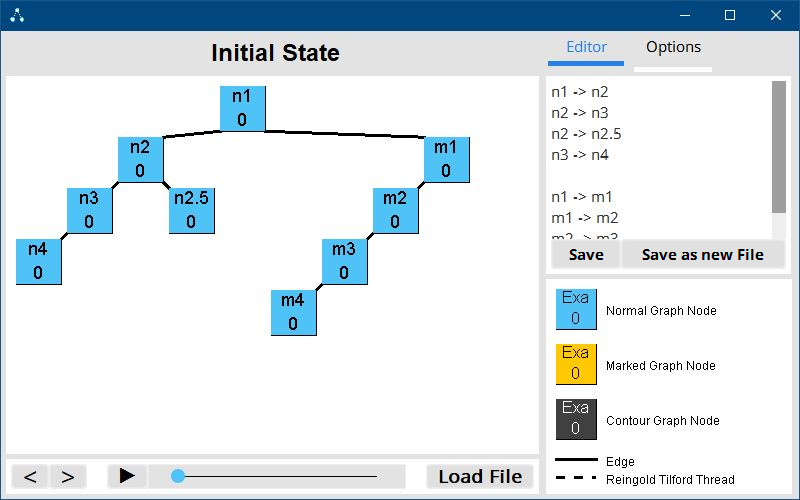 Initial State
Editor
Options
n1
0
n2
0
m1
0
n3
0
n2.5
0
m2
0
n4
0
m3
0
m4
0
n1 -> n2
n2 -> n3
n2 -> n2.5
n3 -> n4
n1 -> m1
m1 -> m2
m2 -> m3
Save
Save as new File
Exa
0
Normal Graph Node
Exa
0
Marked Graph Node
Exa
0
Contour Graph Node
Edge
Reingold Tilford Thread
<
>
Load File